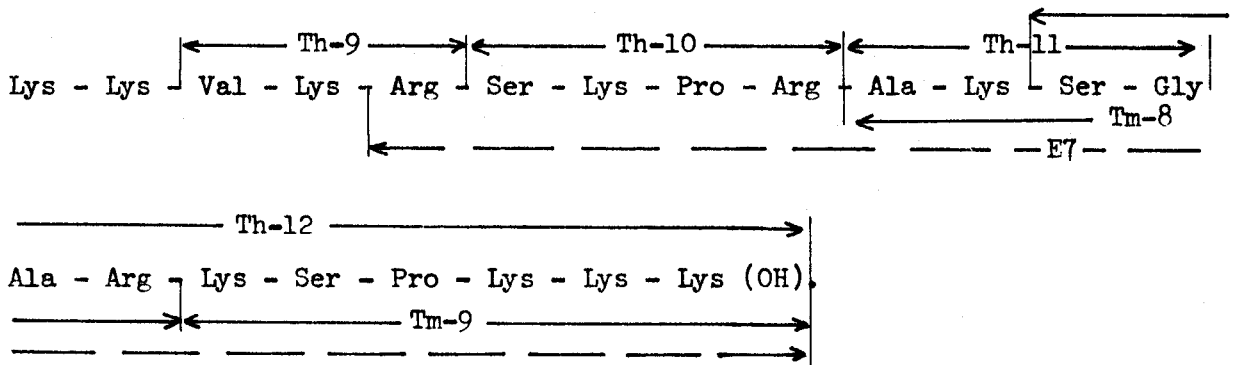 Th-9 Th-10 Th-11
Lys - Lys - Val - Lys - Arg - Ser - Lys - Pro - Arg - Ala - Lys - Ser - Gly
Tm-8
E7
Th-12
Ala - Arg - Lys - Ser - Pro - Lys - Lys - Lys (OH).
Tm-9